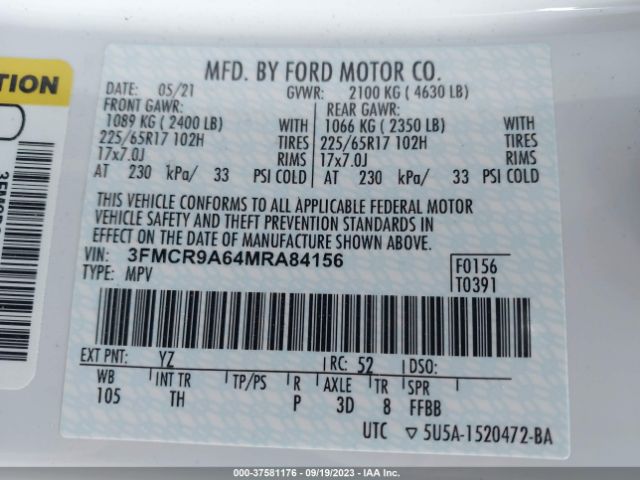 TION
MFD. BY FORD MOTOR CO.
DATE: 05/21 GVWR: 2100 KG ( 4630 LB)
FRONT GAWR: REAR GAWR:
1089 KG ( 2400 LB) WITH 1066 KG ( 2350 LB) WITH
225/65R17 102H TIRES 225/65R17 102H TIRES
17x7.0J RIMS 17x7.0J RIMS
AT 230 kPa/ 33 PSI COLD AT 230 kPa/ 33 PSI COLD
THIS VEHICLE CONFORMS TO ALL APPLICABLE FEDERAL MOTOR
VEHICLE SAFETY AND THEFT PREVENTION STANDARDS IN
EFFECT ON THE DATE OF MANUFACTURE SHOWN ABOVE.
VIN: 3FMCR9A64MRA84156 F0156
TYPE: MPV T0391
EXT PNT: YZ RC: 52 DSO:
WB INT TR TP/PS R AXLE TR SPR
105 TH P 3D 8 FFBB
UTC ▽ 5U5A-1520472-BA
000-37581176 - 09/19/2023 - IAA, Inc.